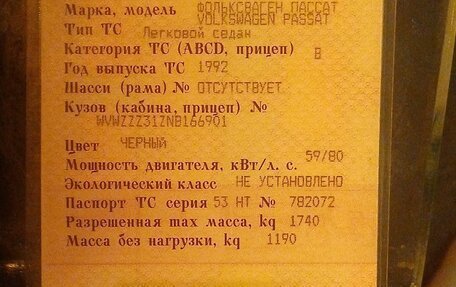 Марка, модель ФОЛЬКСВАГЕН ПАССАТ
VOLKSWAGEN PASSAT
Тип ТС Легковой седан
Категория ТС (ABCD, прицеп) B
Год выпуска ТС 1992
Шасси (рама) № ОТСУТСТВУЕТ
Кузов (кабина, прицеп) №
WVWZZZ31ZNB166901
Цвет ЧЕРНЫЙ
Мощность двигателя, кВт/л. с. 59/80
Экологический класс НЕ УСТАНОВЛЕНО
Паспорт ТС серия 53 НТ № 782072
Разрешенная max масса, kg 1740
Масса без нагрузки, kg 1190